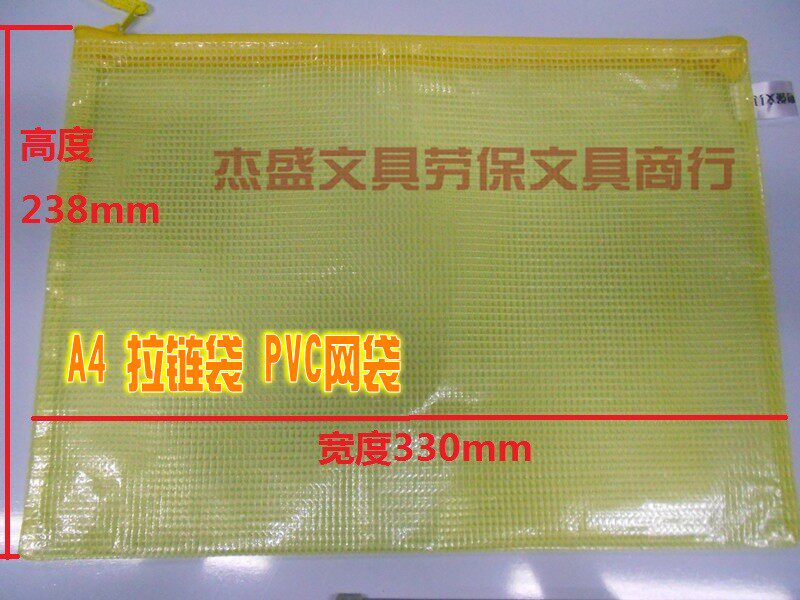 高度
238mm
杰盛文具劳保文具商行
A4 拉链袋 PVC网袋
宽度330mm